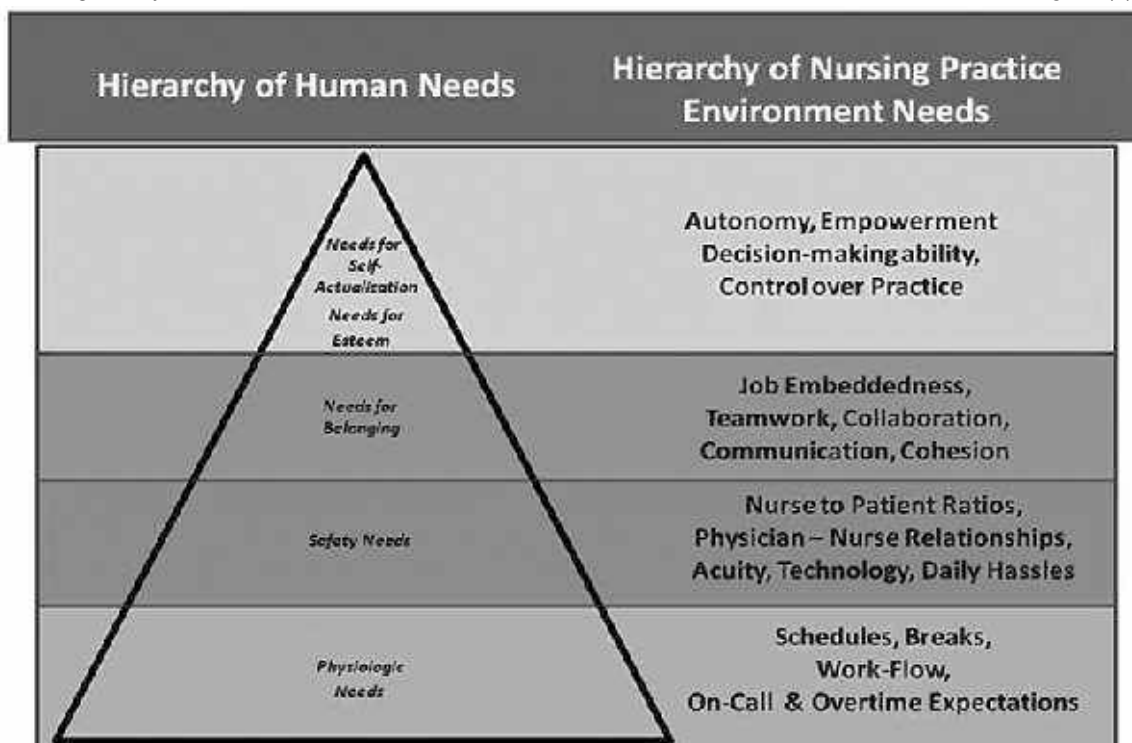 Hierarchy of Human Needs
Hierarchy of Nursing Practice
Environment Needs
Needs for
Self-
Actualization
Needs for
Esteem
Autonomy, Empowerment
Decision-making ability,
Control over Practice
Needs for
Belonging
Job Embeddedness,
Teamwork, Collaboration,
Communication, Cohesion
Safety Needs
Nurse to Patient Ratios,
Physician – Nurse Relationships,
Acuity, Technology, Daily Hassles
Physiologic
Needs
Schedules, Breaks,
Work-Flow,
On-Call & Overtime Expectations